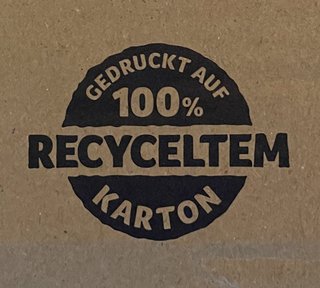 GEDRUCKT AUF
100%
RECYCELTEM
KARTON